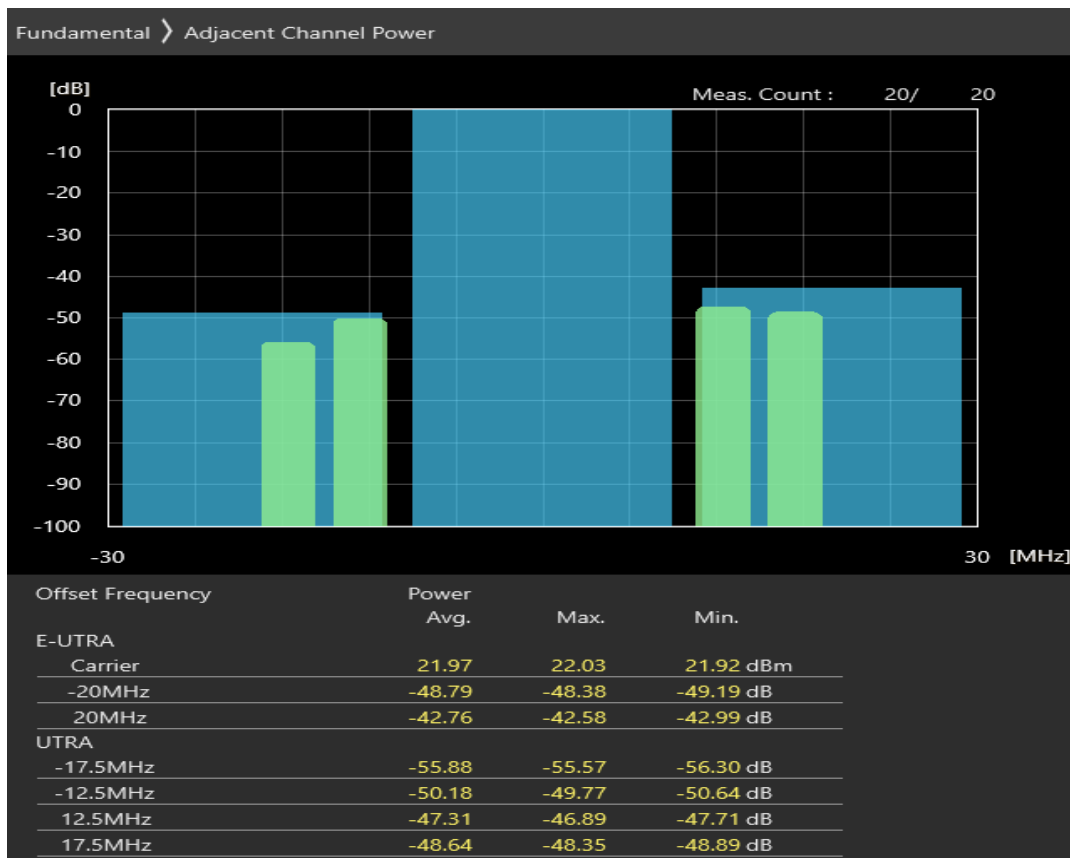 Fundamental 〉 Adjacent Channel Power
[dB]
Meas. Count : 20/ 20
0
-10
-20
-30
-40
-50
-60
-70
-80
-90
-100
-30 30 [MHz]
Offset Frequency Power
Avg. Max. Min.
E-UTRA
Carrier 21.97 22.03 21.92 dBm
-20MHz -48.79 -48.38 -49.19 dB
20MHz -42.76 -42.58 -42.99 dB
UTRA
-17.5MHz -55.88 -55.57 -56.30 dB
-12.5MHz -50.18 -49.77 -50.64 dB
12.5MHz -47.31 -46.89 -47.71 dB
17.5MHz -48.64 -48.35 -48.89 dB